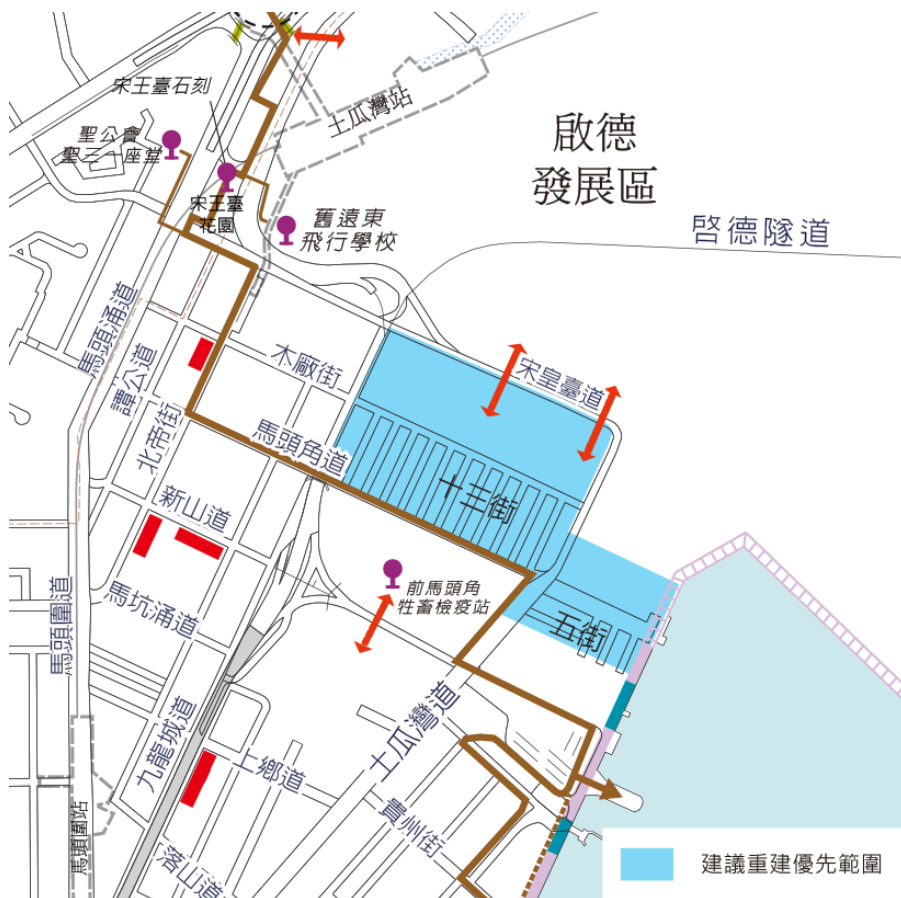 宋王臺石刻
土瓜灣站
聖公會
聖三一座堂
啟德
發展區
宋王臺
花園
舊遠東
飛行學校
啓德隧道
馬頭涌道
譚公道
木廠街
宋皇臺道
北帝街
馬頭角道
十三街
新山道
前馬頭角
牲畜檢疫站
馬坑涌道
五街
馬頭圍道
九龍城道
土瓜灣道
上鄉道
貴州街
馬頭圍站
落山道
建議重建優先範圍